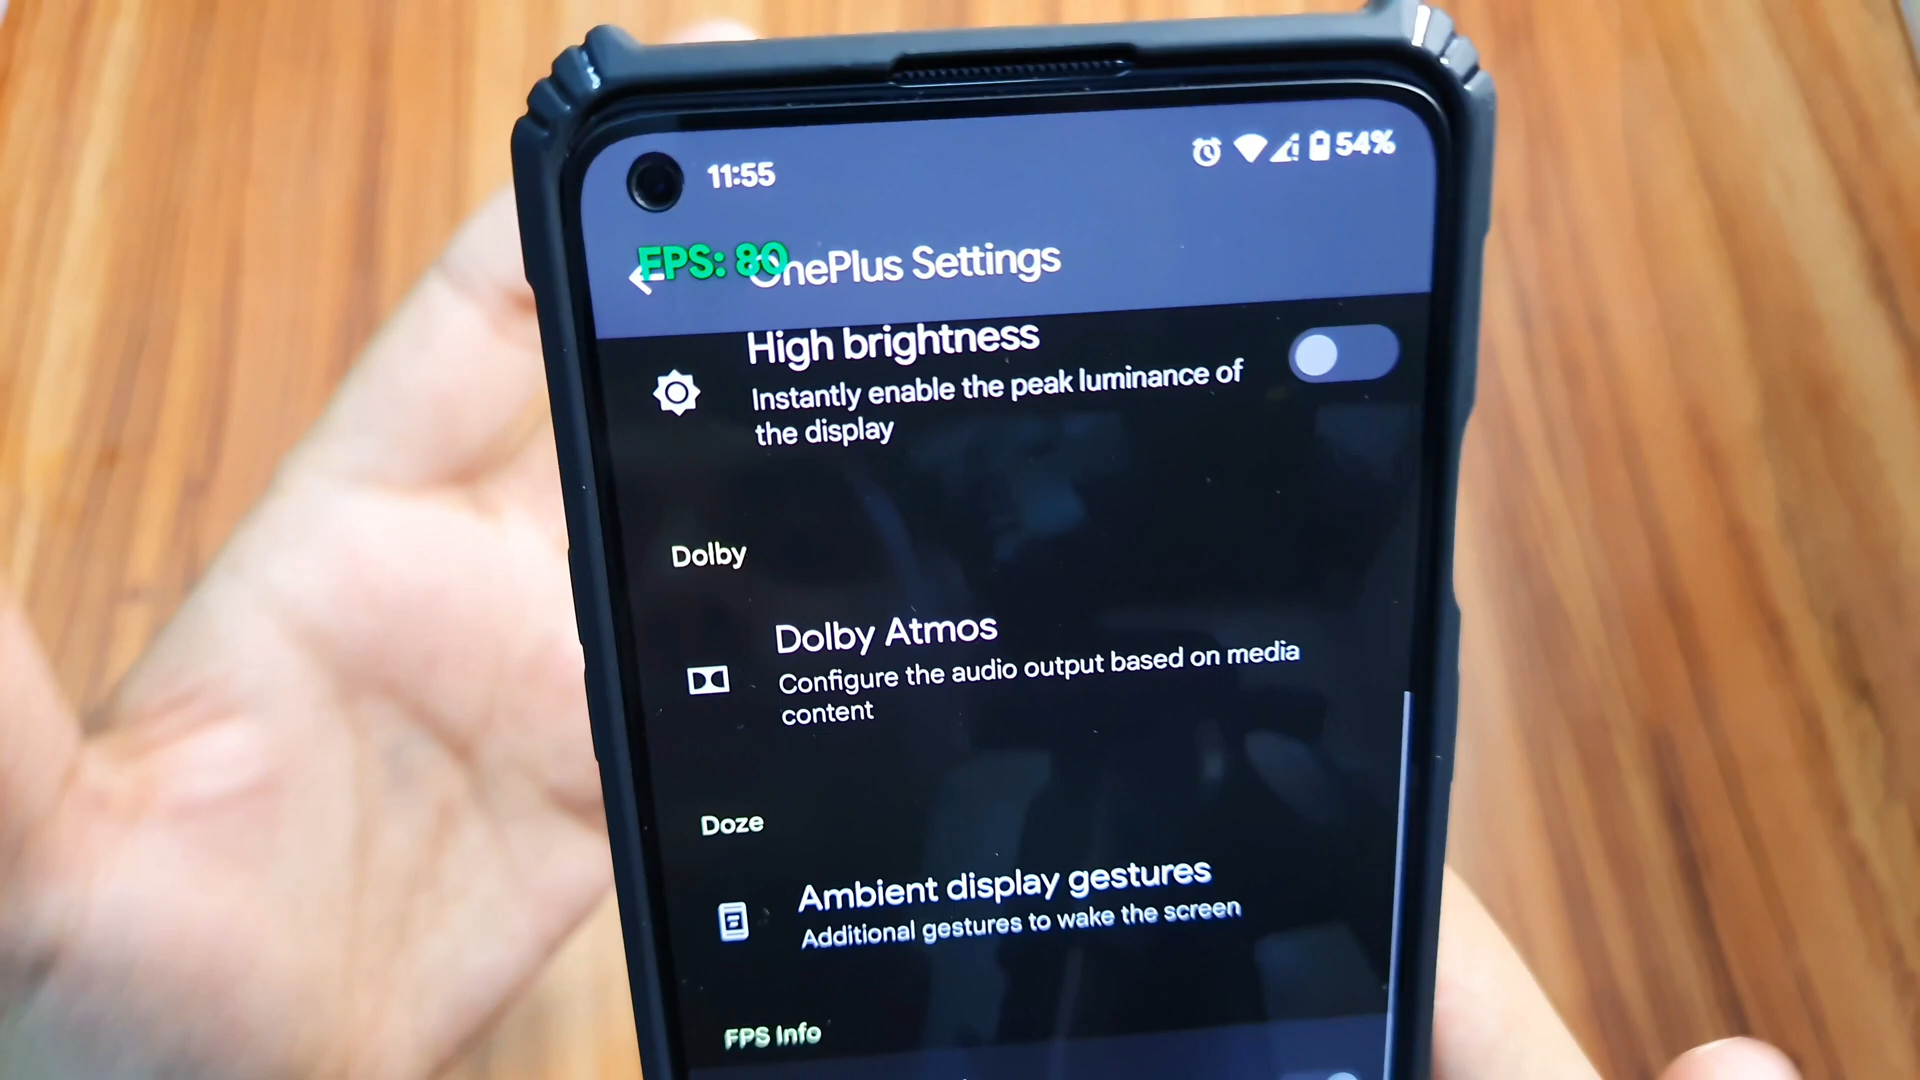 11:55
54%
FPS: 80
OnePlus Settings
High brightness
Instantly enable the peak luminance of
the display
Dolby
Dolby Atmos
Configure the audio output based on media
content
Doze
Ambient display gestures
Additional gestures to wake the screen
FPS Info